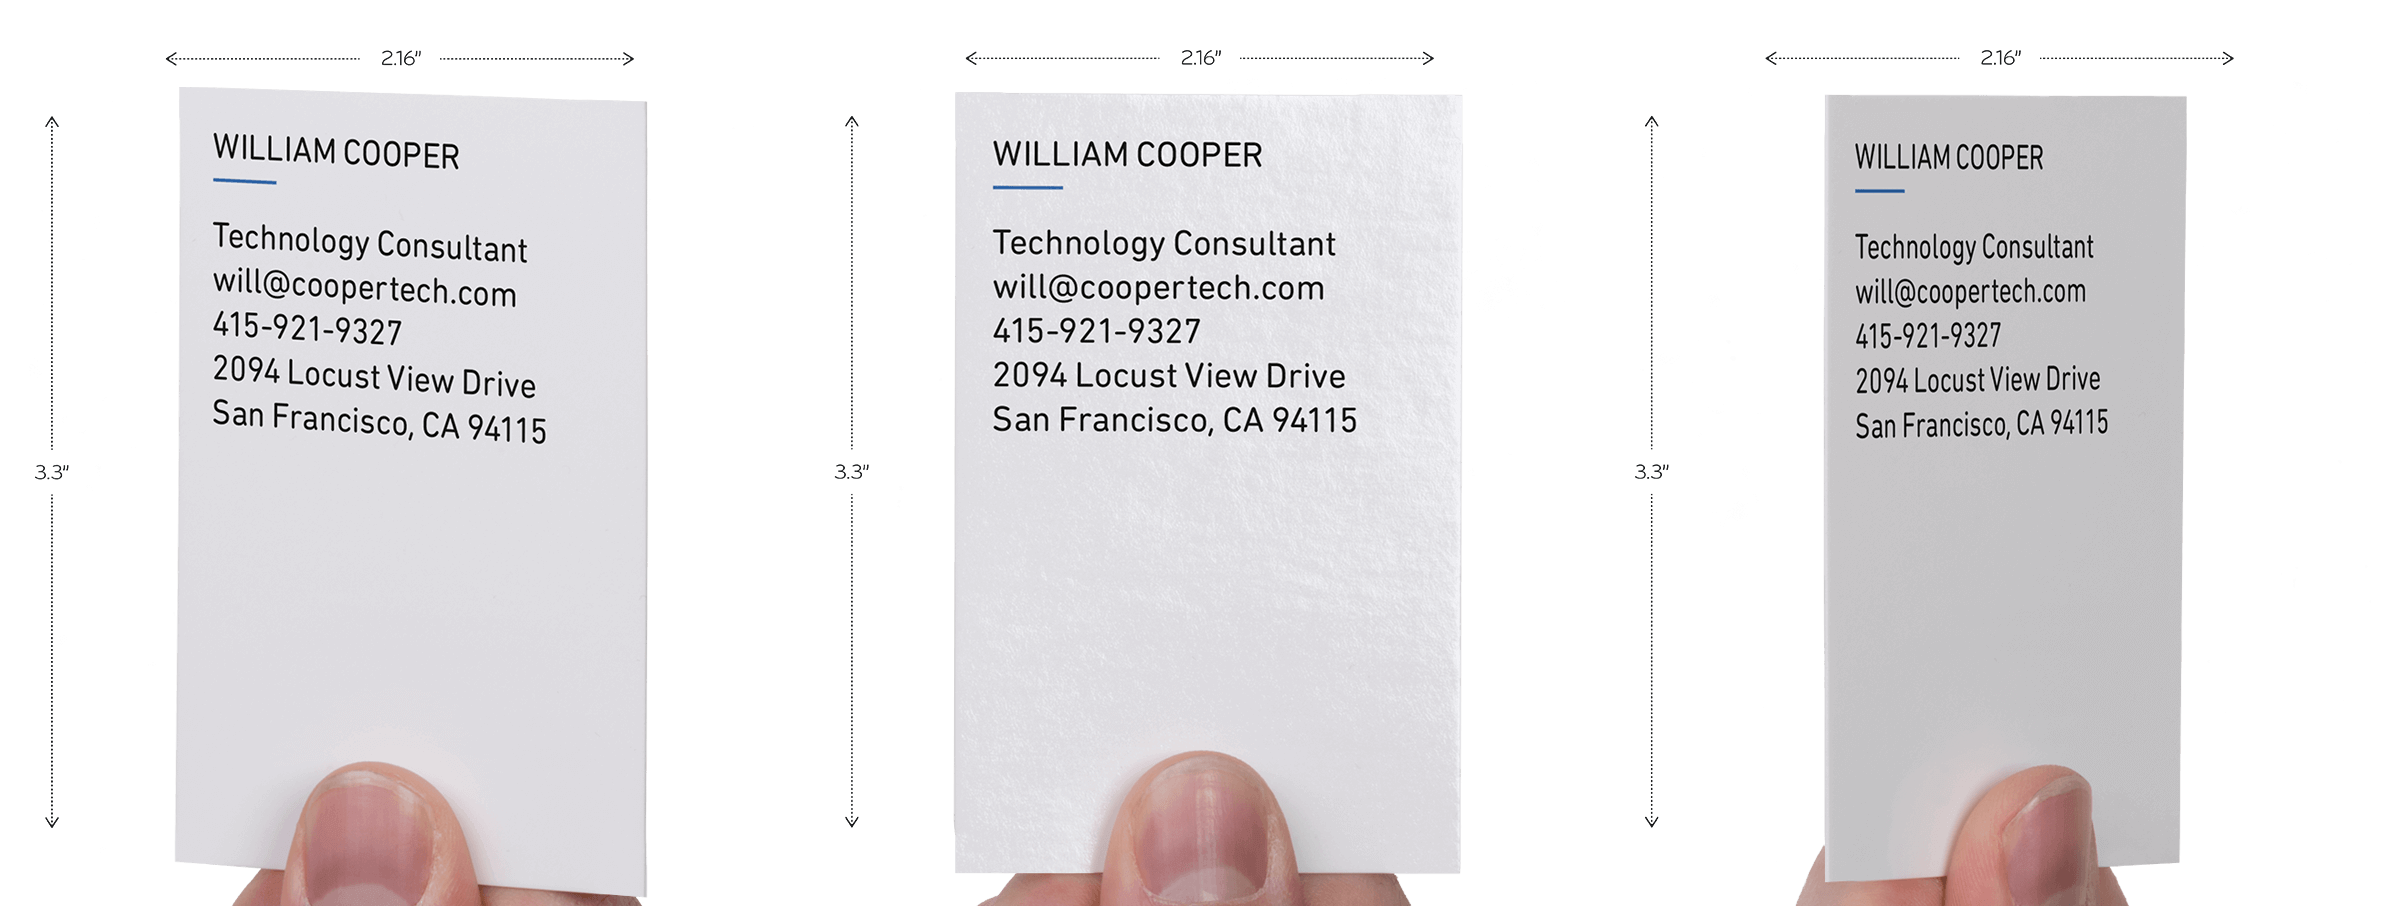 2.16"
3.3"
WILLIAM COOPER
Technology Consultant
will@coopertech.com
415-921-9327
2094 Locust View Drive
San Francisco, CA 94115
2.16"
3.3"
WILLIAM COOPER
Technology Consultant
will@coopertech.com
415-921-9327
2094 Locust View Drive
San Francisco, CA 94115
2.16"
3.3"
WILLIAM COOPER
Technology Consultant
will@coopertech.com
415-921-9327
2094 Locust View Drive
San Francisco, CA 94115